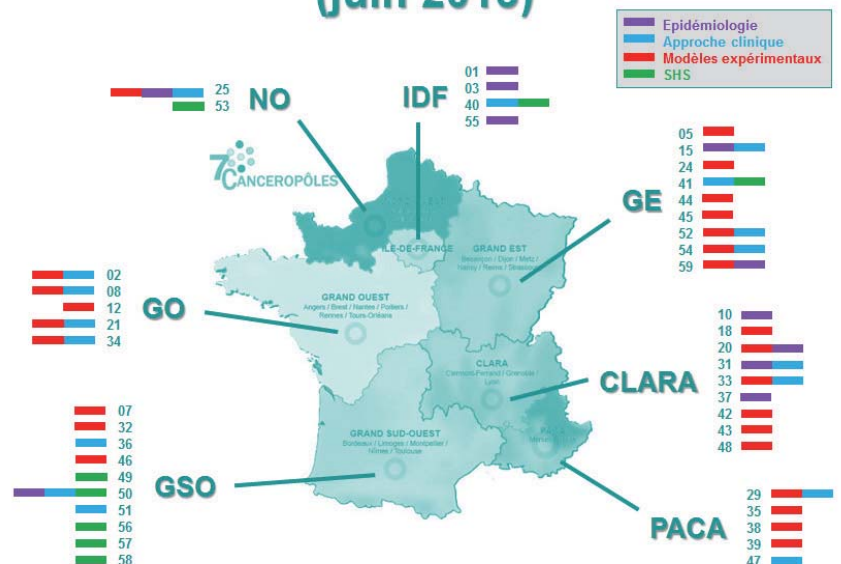 (juin 2018)
Epidémiologie
Approche clinique
Modèles expérimentaux
SHS
25
53
NO
IDF
01
03
40
55
7 CANCEROPÔLES
GE
05
15
24
41
44
45
52
54
59
ÎLE-DE-FRANCE
GRAND EST
Besançon / Dijon / Metz /
Nancy / Reims / Strasbourg
02
08
12
21
34
GO
GRAND OUEST
Angers / Brest / Nantes / Poitiers /
Rennes / Tours-Orléans
CLARA
Clermont-Ferrand / Grenoble /
Lyon
CLARA
10
18
20
31
33
37
42
43
48
07
32
36
46
49
50
51
56
57
58
GSO
GRAND SUD-OUEST
Bordeaux / Limoges / Montpellier /
Nîmes / Toulouse
PACA
PACA
29
35
38
39
47